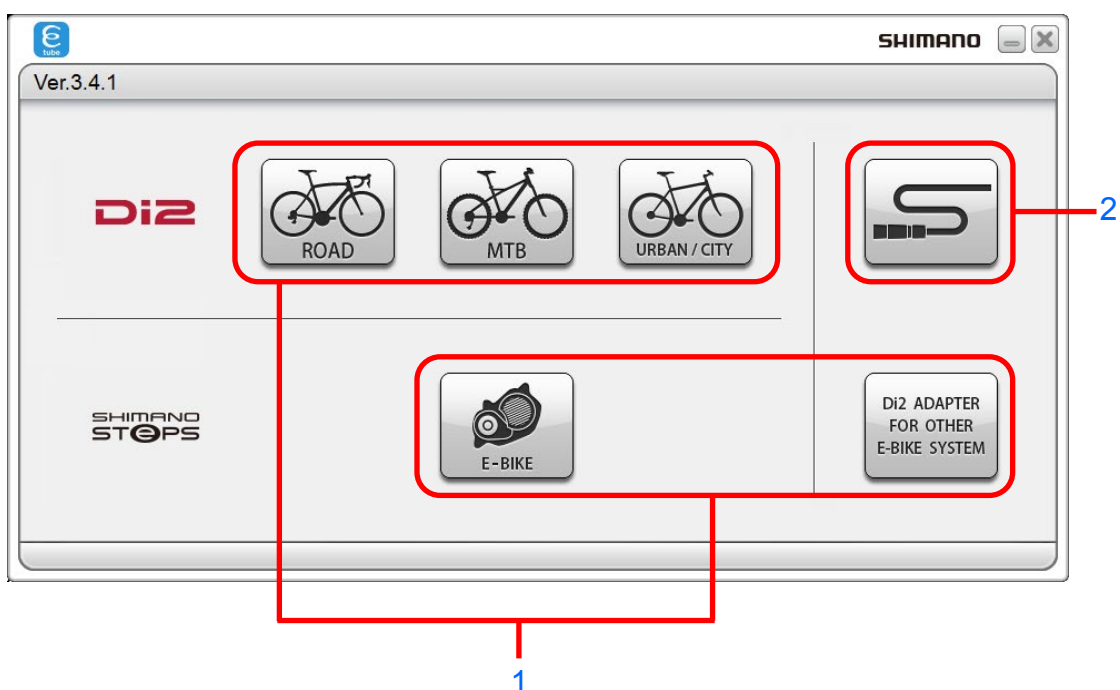 E
tube
SHIMANO
Ver.3.4.1
Di2
ROAD
MTB
URBAN / CITY
2
SHIMANO
STEPS
E-BIKE
Di2 ADAPTER
FOR OTHER
E-BIKE SYSTEM
1